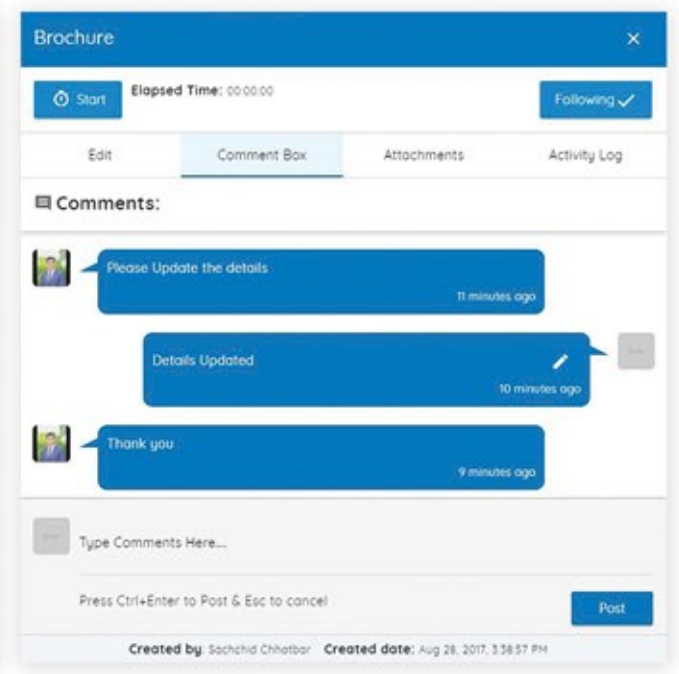 Brochure
Start
Elapsed Time: 00:00:00
Following
Edit
Comment Box
Attachments
Activity Log
Comments:
Please Update the details
11 minutes ago
Details Updated
10 minutes ago
Thank you
9 minutes ago
Type Comments Here....
Press Ctrl+Enter to Post & Esc to cancel
Post
Created by: Sachchid Chhatbar Created date: Aug 28, 2017, 3:38:57 PM